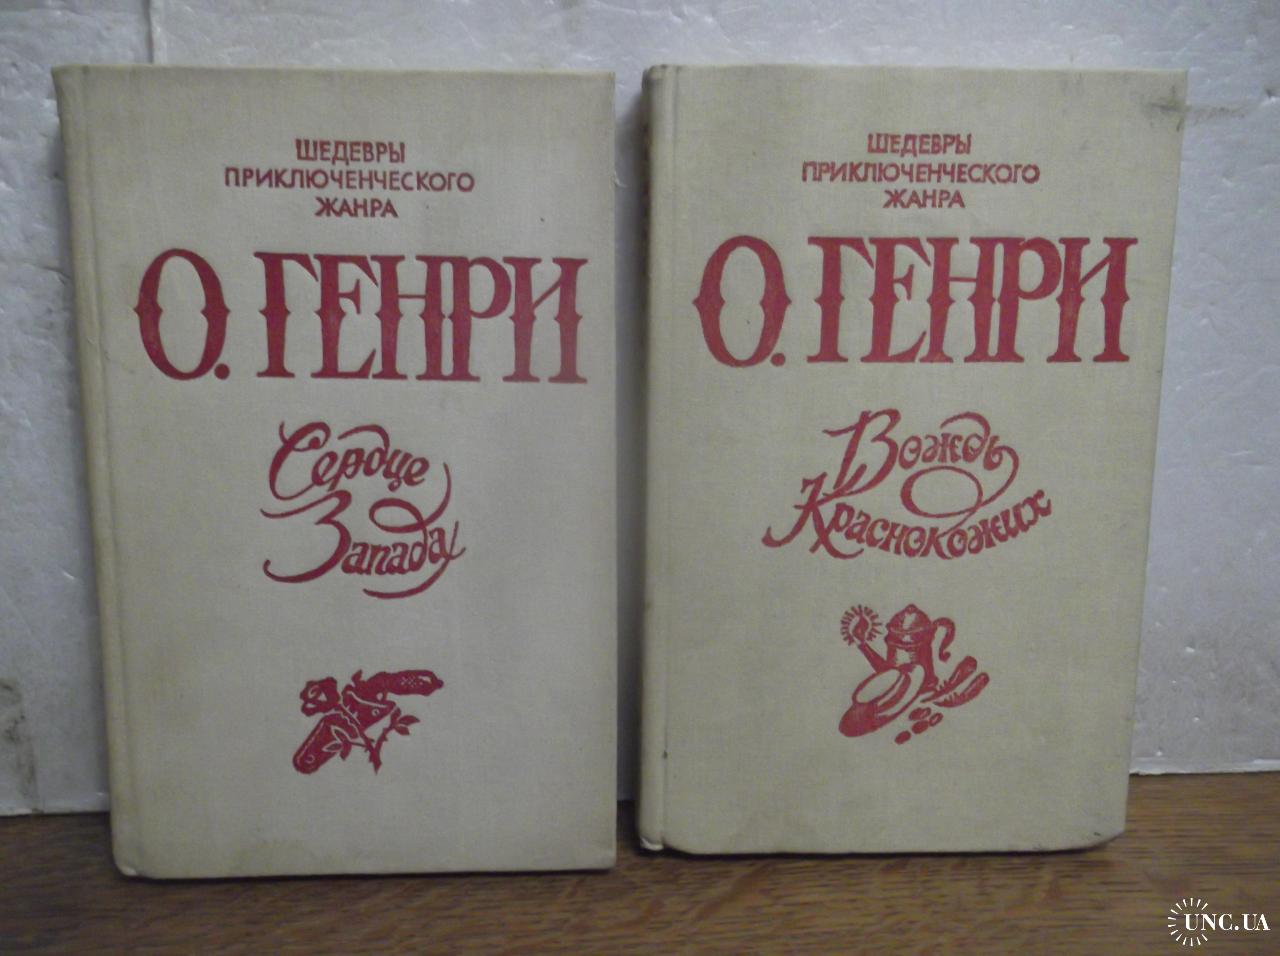 ШЕДЕВРЫ
ПРИКЛЮЧЕНЧЕСКОГО
ЖАНРА
О. ГЕНРИ
Сердце
Запада
ШЕДЕВРЫ
ПРИКЛЮЧЕНЧЕСКОГО
ЖАНРА
О. ГЕНРИ
Вождь
Краснокожих
UNC.UA